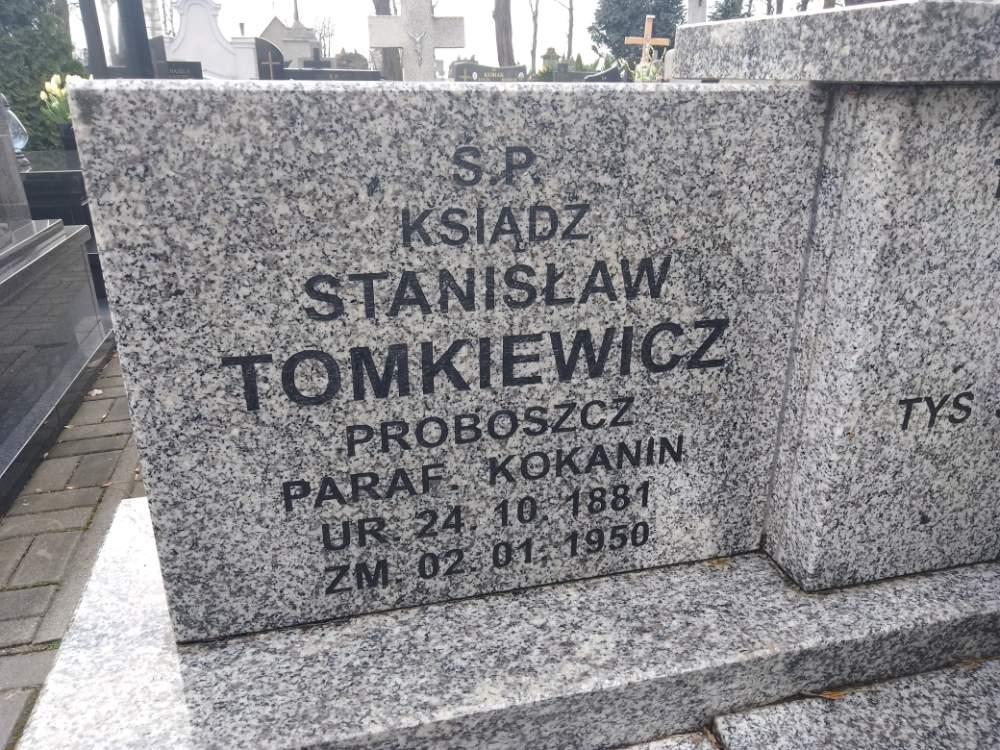 Ś.P.
KSIĄDZ
STANISŁAW
TOMKIEWICZ
PROBOSZCZ
PARAF. KOKANIN
UR. 24. 10. 1881
ZM. 02. 01. 1950
TYS